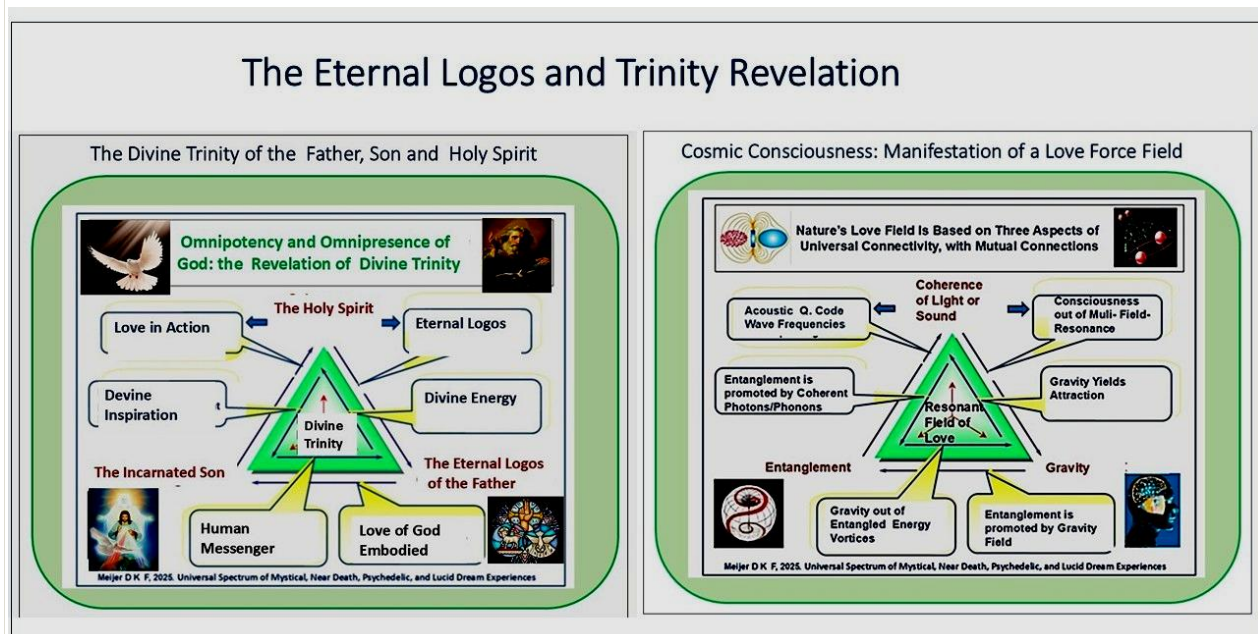 The Eternal Logos and Trinity Revelation
The Divine Trinity of the Father, Son and Holy Spirit
Omnipotency and Omnipresence of
God: the Revelation of Divine Trinity
The Holy Spirit
Love in Action
Eternal Logos
Devine
Inspiration
Divine Energy
Divine
Trinity
The Incarnated Son
The Eternal Logos
of the Father
Human
Messenger
Love of God
Embodied
Meijer D K F, 2025. Universal Spectrum of Mystical, Near Death, Psychedelic, and Lucid Dream Experiences
Cosmic Consciousness: Manifestation of a Love Force Field
Nature's Love Field Is Based on Three Aspects of
Universal Connectivity, with Mutual Connections
Coherence
of Light or
Sound
Acoustic Q. Code
Wave Frequencies
Consciousness
out of Muli- Field-
Resonance
Entanglement is
promoted by Coherent
Photons/Phonons
Gravity Yields
Attraction
Resonant
Field of
Love
Entanglement
Gravity
Gravity out of
Entangled Energy
Vortices
Entanglement is
promoted by Gravity
Field
Meijer D K F, 2025. Universal Spectrum of Mystical, Near Death, Psychedelic, and Lucid Dream Experiences